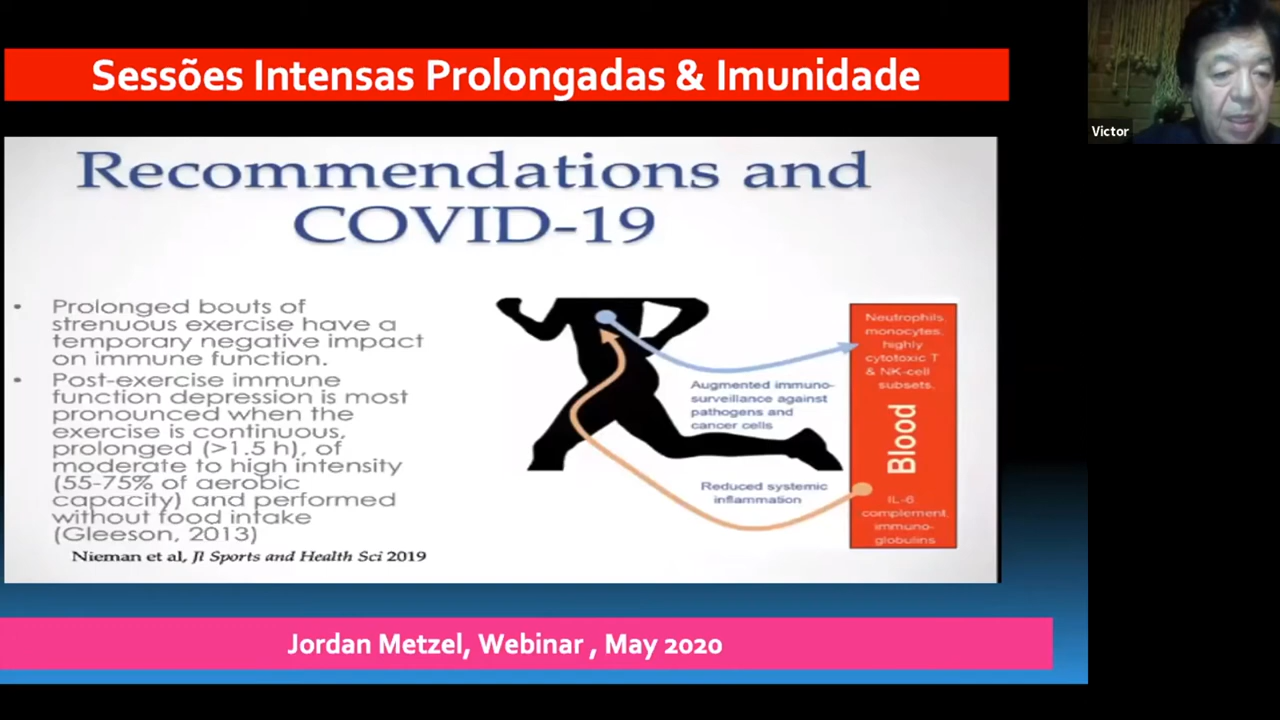 Sessões Intensas Prolongadas & Imunidade
Victor
Recommendations and
COVID-19
• Prolonged bouts of
strenuous exercise have a
temporary negative impact
on immune function.
• Post-exercise immune
function depression is most
pronounced when the
exercise is continuous,
prolonged (>1.5 h), of
moderate to high intensity
(55-75% of aerobic
capacity) and performed
without food intake
(Gleeson, 2013)
Nieman et al, Jl Sports and Health Sci 2019
Augmented immuno-
surveillance against
pathogens and
cancer cells
Reduced systemic
inflammation
Neutrophils,
monocytes,
highly
cytotoxic T
& NK-cell
subsets,
Blood
IL-6
complement,
immuno-
globulins
Jordan Metzel, Webinar , May 2020